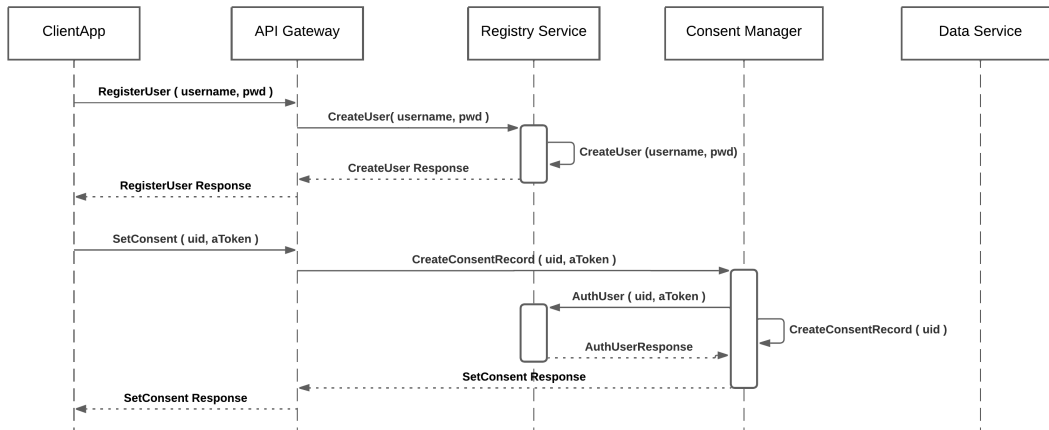 ClientApp
API Gateway
Registry Service
Consent Manager
Data Service
RegisterUser ( username, pwd )
CreateUser( username, pwd )
CreateUser (username, pwd)
CreateUser Response
RegisterUser Response
SetConsent ( uid, aToken )
CreateConsentRecord ( uid, aToken )
AuthUser ( uid, aToken )
CreateConsentRecord ( uid )
AuthUserResponse
SetConsent Response
SetConsent Response